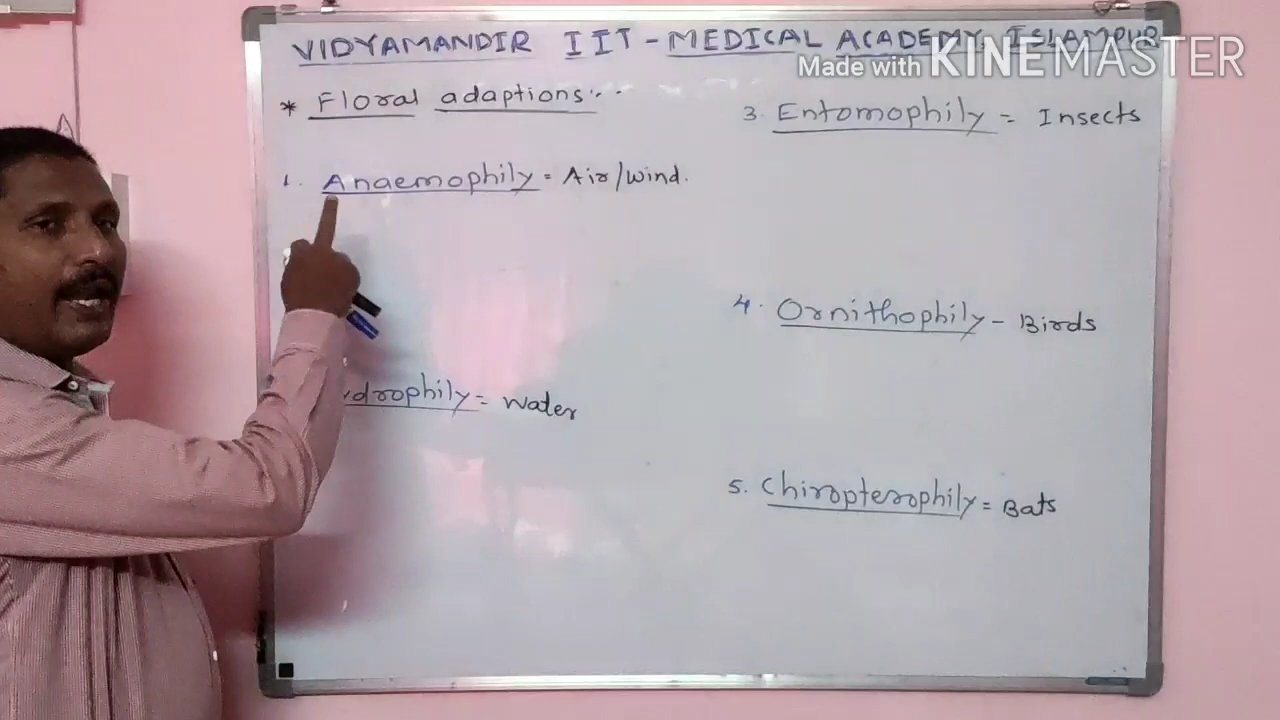 VIDYAMANDIR IIT - MEDICAL ACADEMY ISLAMPUR
Made with KINEMASTER
* Floral adaptions...
1. Anaemophily = Air/Wind.
drophily = Water
3. Entomophily = Insects
4. Ornithophily - Birds
5. Chiropterophily = Bats